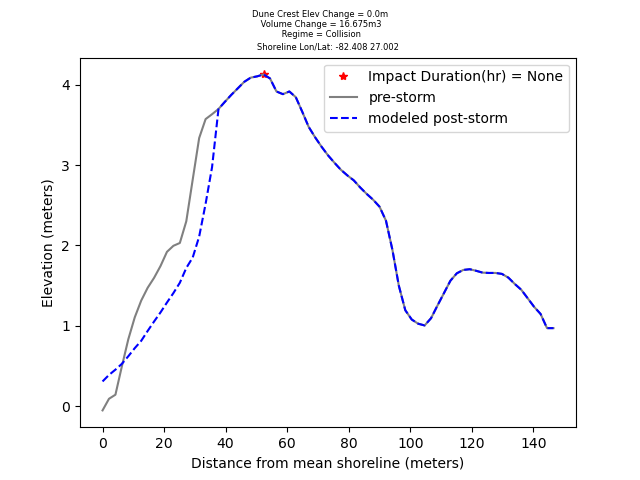 Dune Crest Elev Change = 0.0m
Volume Change = 16.675m3
Regime = Collision
Shoreline Lon/Lat: -82.408 27.002
Impact Duration(hr) = None
pre-storm
modeled post-storm
4
3
2
1
0
Elevation (meters)
0 20 40 60 80 100 120 140
Distance from mean shoreline (meters)